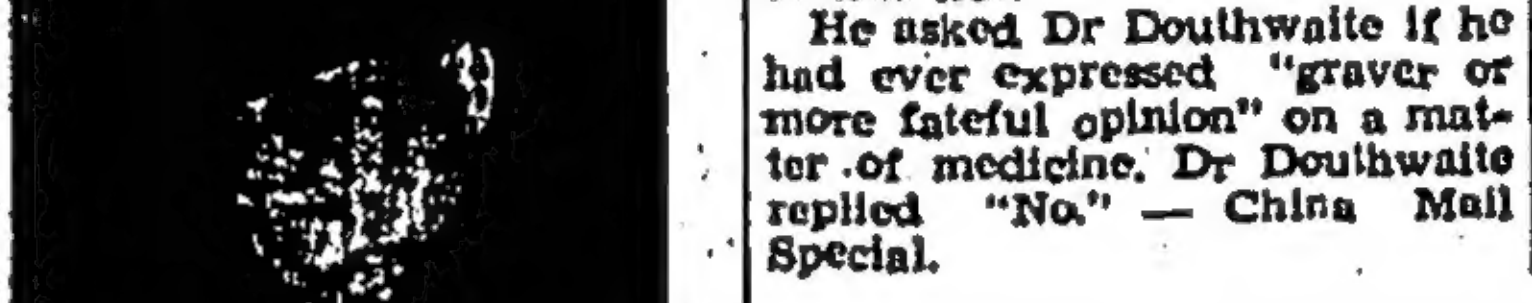 He asked Dr Douthwaite if he
had ever expressed "graver or
more fateful opinion" on a mat-
ter of medicine. Dr Douthwaite
replied "No." — China Mail
Special.